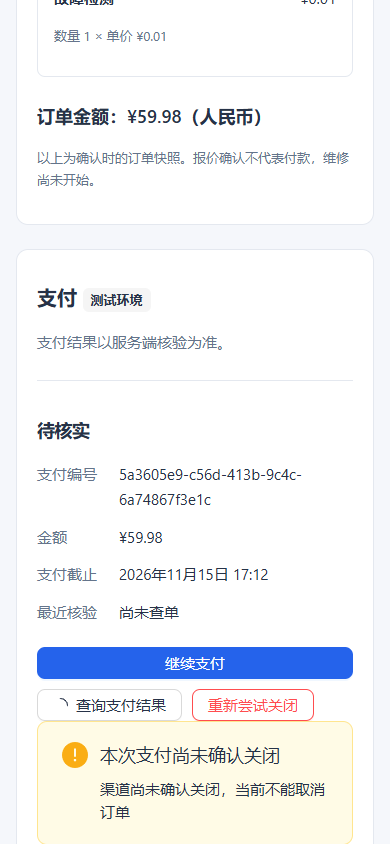 故障检测 ¥0.01
数量 1 × 单价 ¥0.01
订单金额：¥59.98（人民币）
以上为确认时的订单快照。报价确认不代表付款，维修
尚未开始。
支付 测试环境
支付结果以服务端核验为准。
待核实
支付编号 5a3605e9-c56d-413b-9c4c-
6a74867f3e1c
金额 ¥59.98
支付截止 2026年11月15日 17:12
最近核验 尚未查单
继续支付
查询支付结果 重新尝试关闭
本次支付尚未确认关闭
渠道尚未确认关闭，当前不能取消
订单